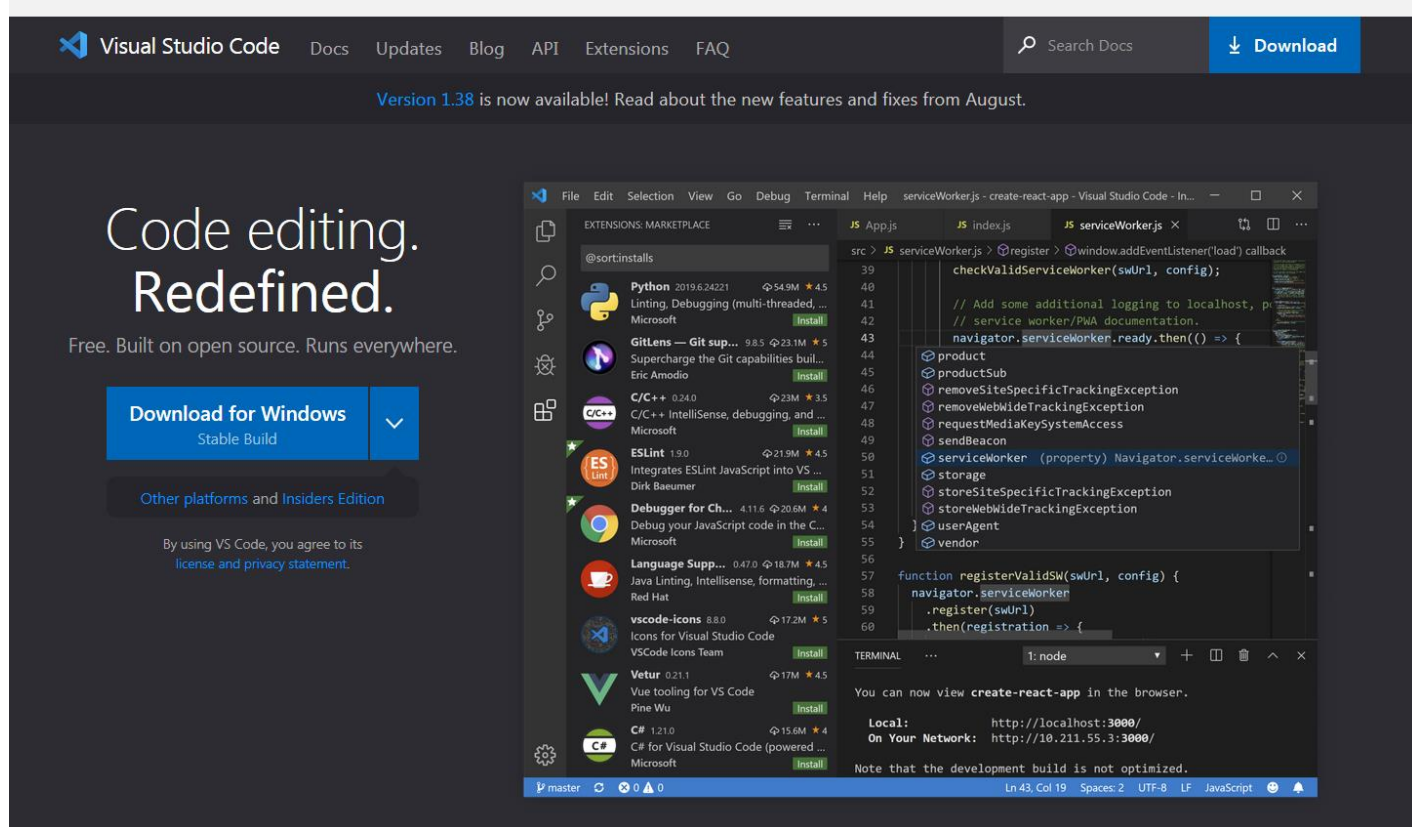 Visual Studio Code Docs Updates Blog API Extensions FAQ Search Docs Download
Version 1.38 is now available! Read about the new features and fixes from August.
Code editing.
Redefined.
Free. Built on open source. Runs everywhere.
Download for Windows
Stable Build
Other platforms and Insiders Edition
By using VS Code, you agree to its
license and privacy statement.
File Edit Selection View Go Debug Terminal Help serviceWorker.js - create-react-app - Visual Studio Code - In...
EXTENSIONS: MARKETPLACE
@sort:installs
Python 2019.6.24221 54.9M ★ 4.5
Linting, Debugging (multi-threaded, ...
Microsoft Install
GitLens — Git sup... 9.8.5 23.1M ★ 5
Supercharge the Git capabilities buil...
Eric Amodio Install
C/C++
C/C++ 0.24.0 23M ★ 3.5
C/C++ IntelliSense, debugging, and ...
Microsoft Install
ES
Lint
ESLint 1.9.0 21.9M ★ 4.5
Integrates ESLint JavaScript into VS ...
Dirk Baeumer Install
Debugger for Ch... 4.11.6 20.6M ★ 4
Debug your JavaScript code in the C...
Microsoft Install
Language Supp... 0.47.0 18.7M ★ 4.5
Java Linting, Intellisense, formatting, ...
Red Hat Install
vscode-icons 8.8.0 17.2M ★ 5
Icons for Visual Studio Code
VSCode Icons Team Install
Vetur 0.21.1 17M ★ 4.5
Vue tooling for VS Code
Pine Wu Install
C#
C# 1.21.0 15.6M ★ 4
C# for Visual Studio Code (powered ...
Microsoft Install
JS App.js JS index.js JS serviceWorker.js
src > JS serviceWorker.js > register > window.addEventListener('load') callback
39 checkValidServiceWorker(swUrl, config);
40
41 // Add some additional logging to localhost,
42 // service worker/PWA documentation.
43 navigator.serviceWorker.ready.then(() => {
44 product
45 productSub
46 removeSiteSpecificTrackingException
47 removeWebWideTrackingException
48 requestMediaKeySystemAccess
49 sendBeacon
50 serviceWorker (property) Navigator.serviceWorke...
51 storage
52 storeSiteSpecificTrackingException
53 storeWebWideTrackingException
54 } userAgent
55 } vendor
56
57 function registerValidSW(swUrl, config) {
58 navigator.serviceWorker
59 .register(swUrl)
60 .then(registration => {
TERMINAL ... 1: node
You can now view create-react-app in the browser.
Local: http://localhost:3000/
On Your Network: http://10.211.55.3:3000/
Note that the development build is not optimized.
master 0 0 Ln 43, Col 19 Spaces: 2 UTF-8 LF JavaScript